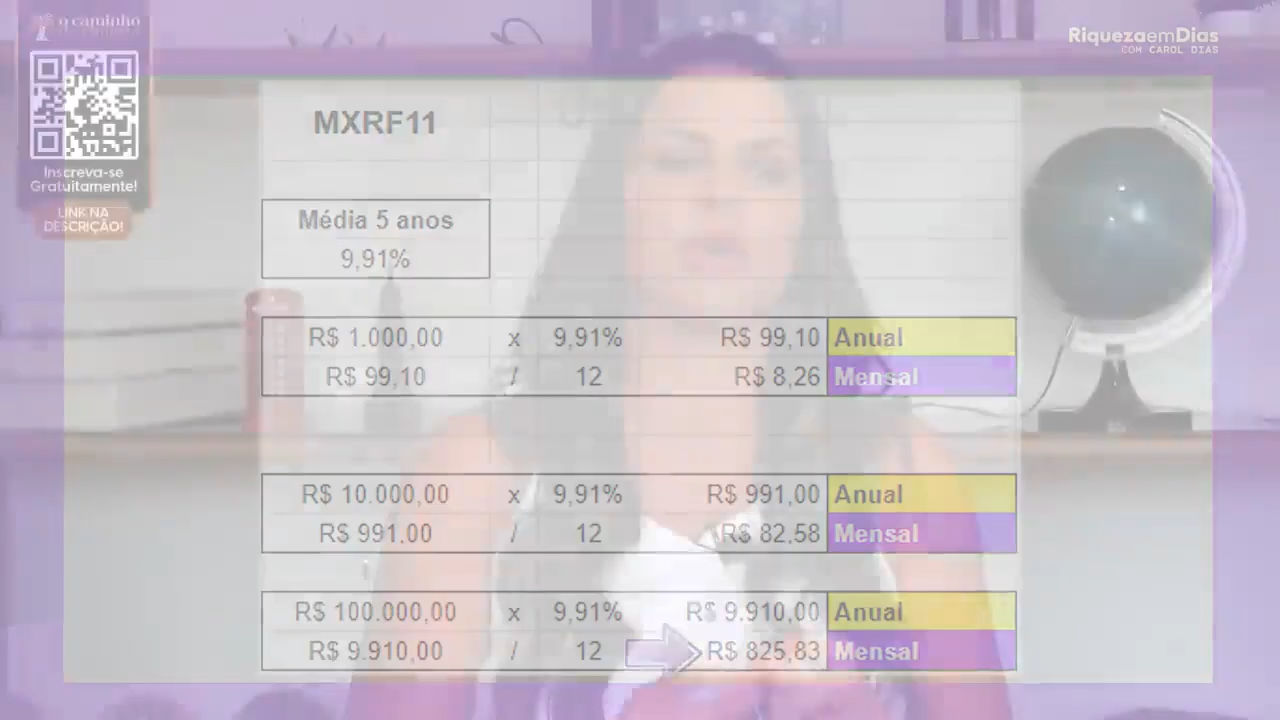 o caminho
Inscreva-se
Gratuitamente!
LINK NA
DESCRIÇÃO!
RiquezaemDias
COM CAROL DIAS
MXRF11
Média 5 anos
9,91%
R$ 1.000,00 x 9,91% R$ 99,10 Anual
R$ 99,10 / 12 R$ 8,26 Mensal
R$ 10.000,00 x 9,91% R$ 991,00 Anual
R$ 991,00 / 12 R$ 82,58 Mensal
R$ 100.000,00 x 9,91% R$ 9.910,00 Anual
R$ 9.910,00 / 12 R$ 825,83 Mensal